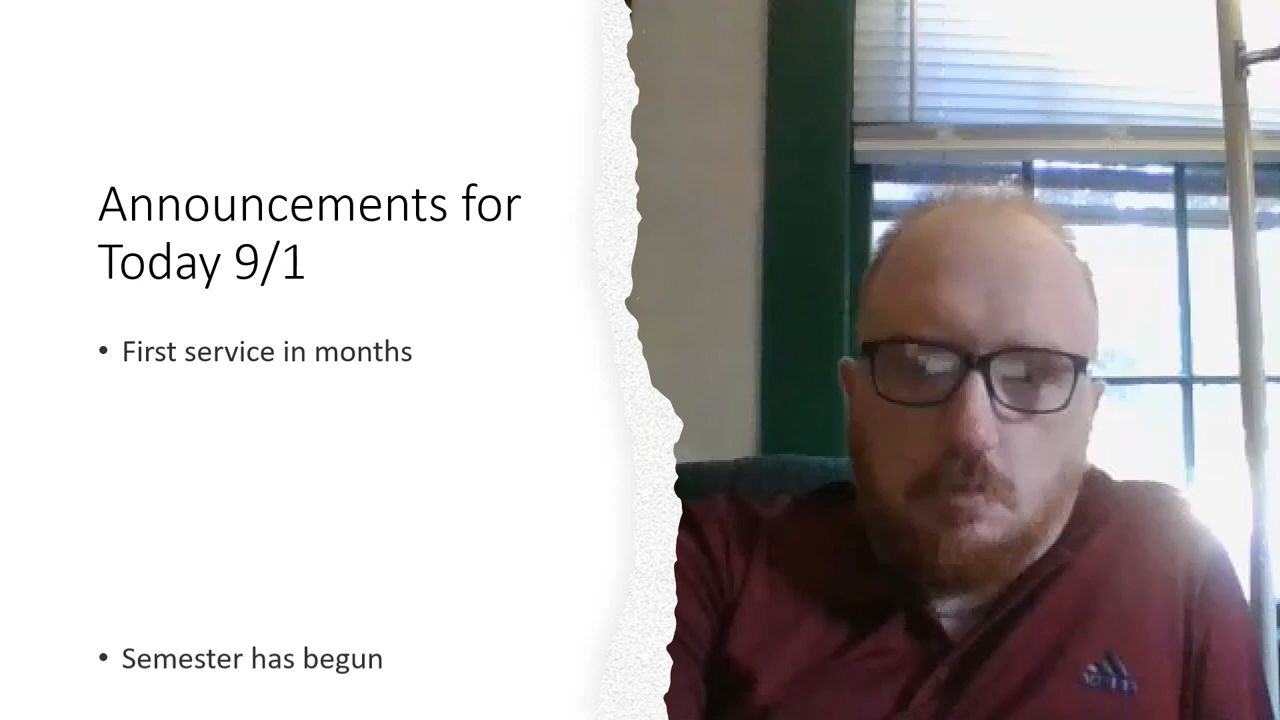 Announcements for
Today 9/1
• First service in months
• Semester has begun